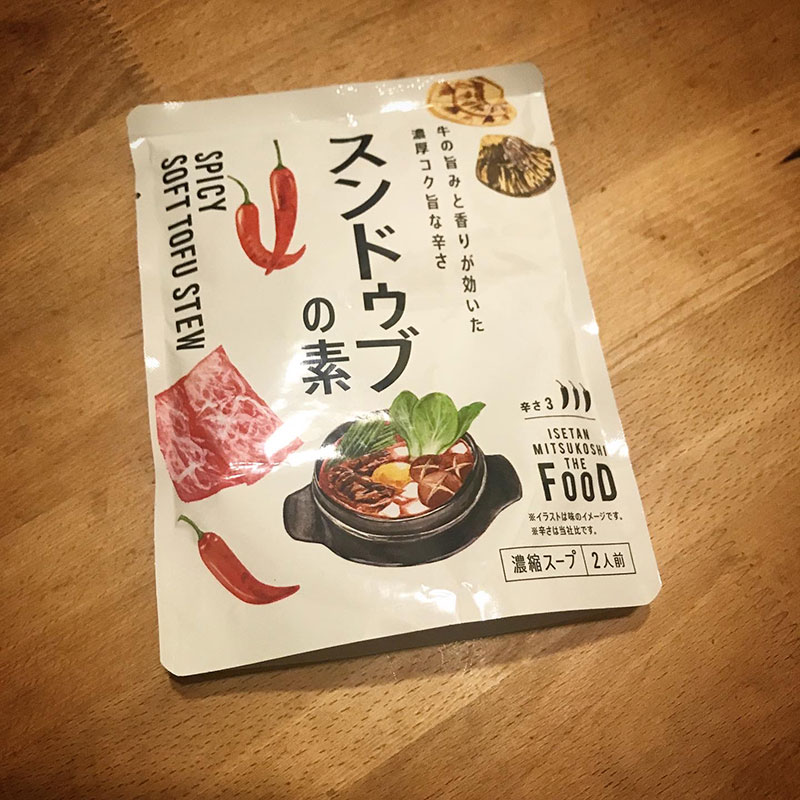 牛の旨みと香りが効いた
濃厚コク旨な辛さ
スンドゥブ
の素
SPICY
SOFT TOFU STEW
辛さ3
ISETAN
MITSUKOSHI
THE
FOOD
※イラストは味のイメージです。
※辛さは当社比です。
濃縮スープ
2人前